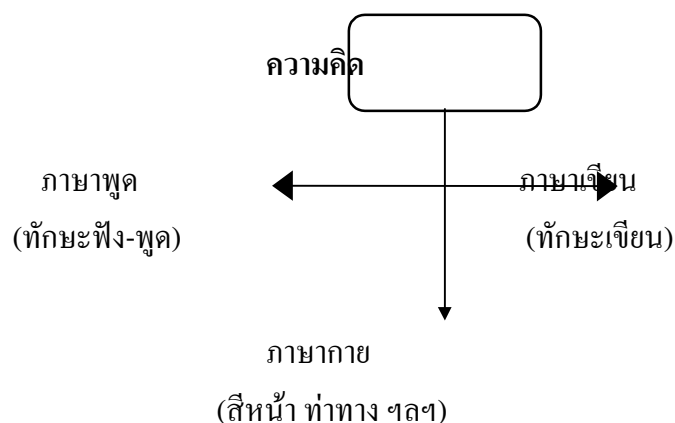 ความคิด
ภาษาพูด
ภาษาเขียน
(ทักษะฟัง-พูด)
(ทักษะเขียน)
ภาษากาย
(สีหน้า ท่าทาง ฯลฯ)